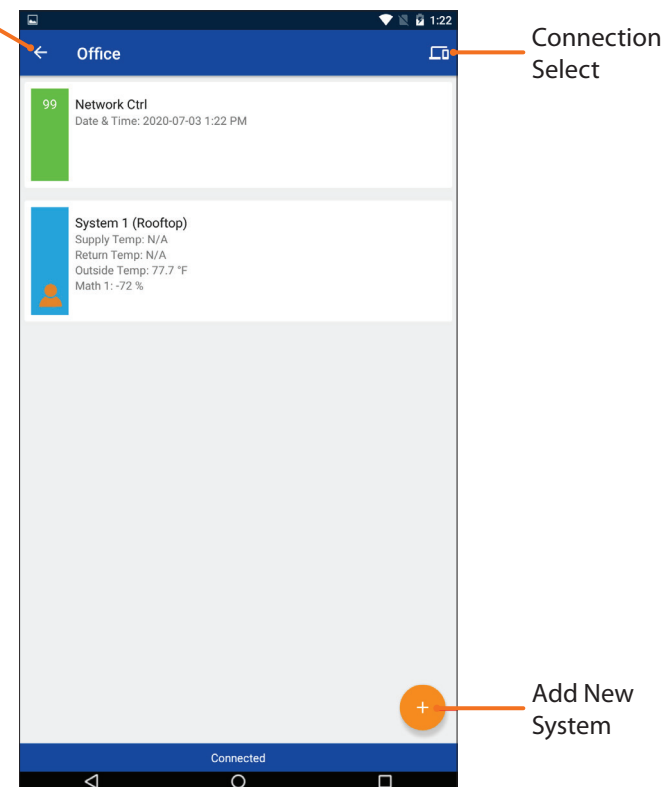 1:22
Office
Connection
Select
99
Network Ctrl
Date & Time: 2020-07-03 1:22 PM
System 1 (Rooftop)
Supply Temp: N/A
Return Temp: N/A
Outside Temp: 77.7 °F
Math 1: -72 %
+
Add New
System
Connected